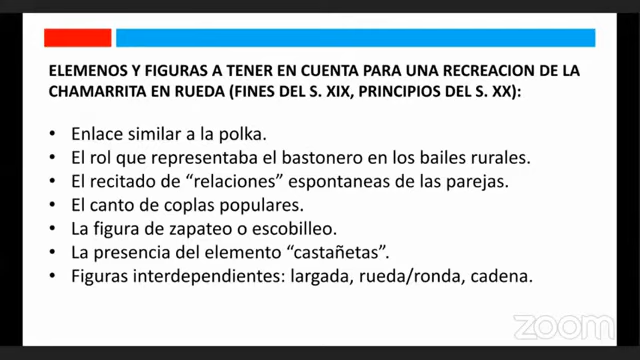 ELEMENOS Y FIGURAS A TENER EN CUENTA PARA UNA RECREACION DE LA
CHAMARRITA EN RUEDA (FINES DEL S. XIX, PRINCIPIOS DEL S. XX):
• Enlace similar a la polka.
• El rol que representaba el bastonero en los bailes rurales.
• El recitado de “relaciones” espontaneas de las parejas.
• El canto de coplas populares.
• La figura de zapateo o escobilleo.
• La presencia del elemento “castañetas”.
• Figuras interdependientes: largada, rueda/ronda, cadena.
zoom